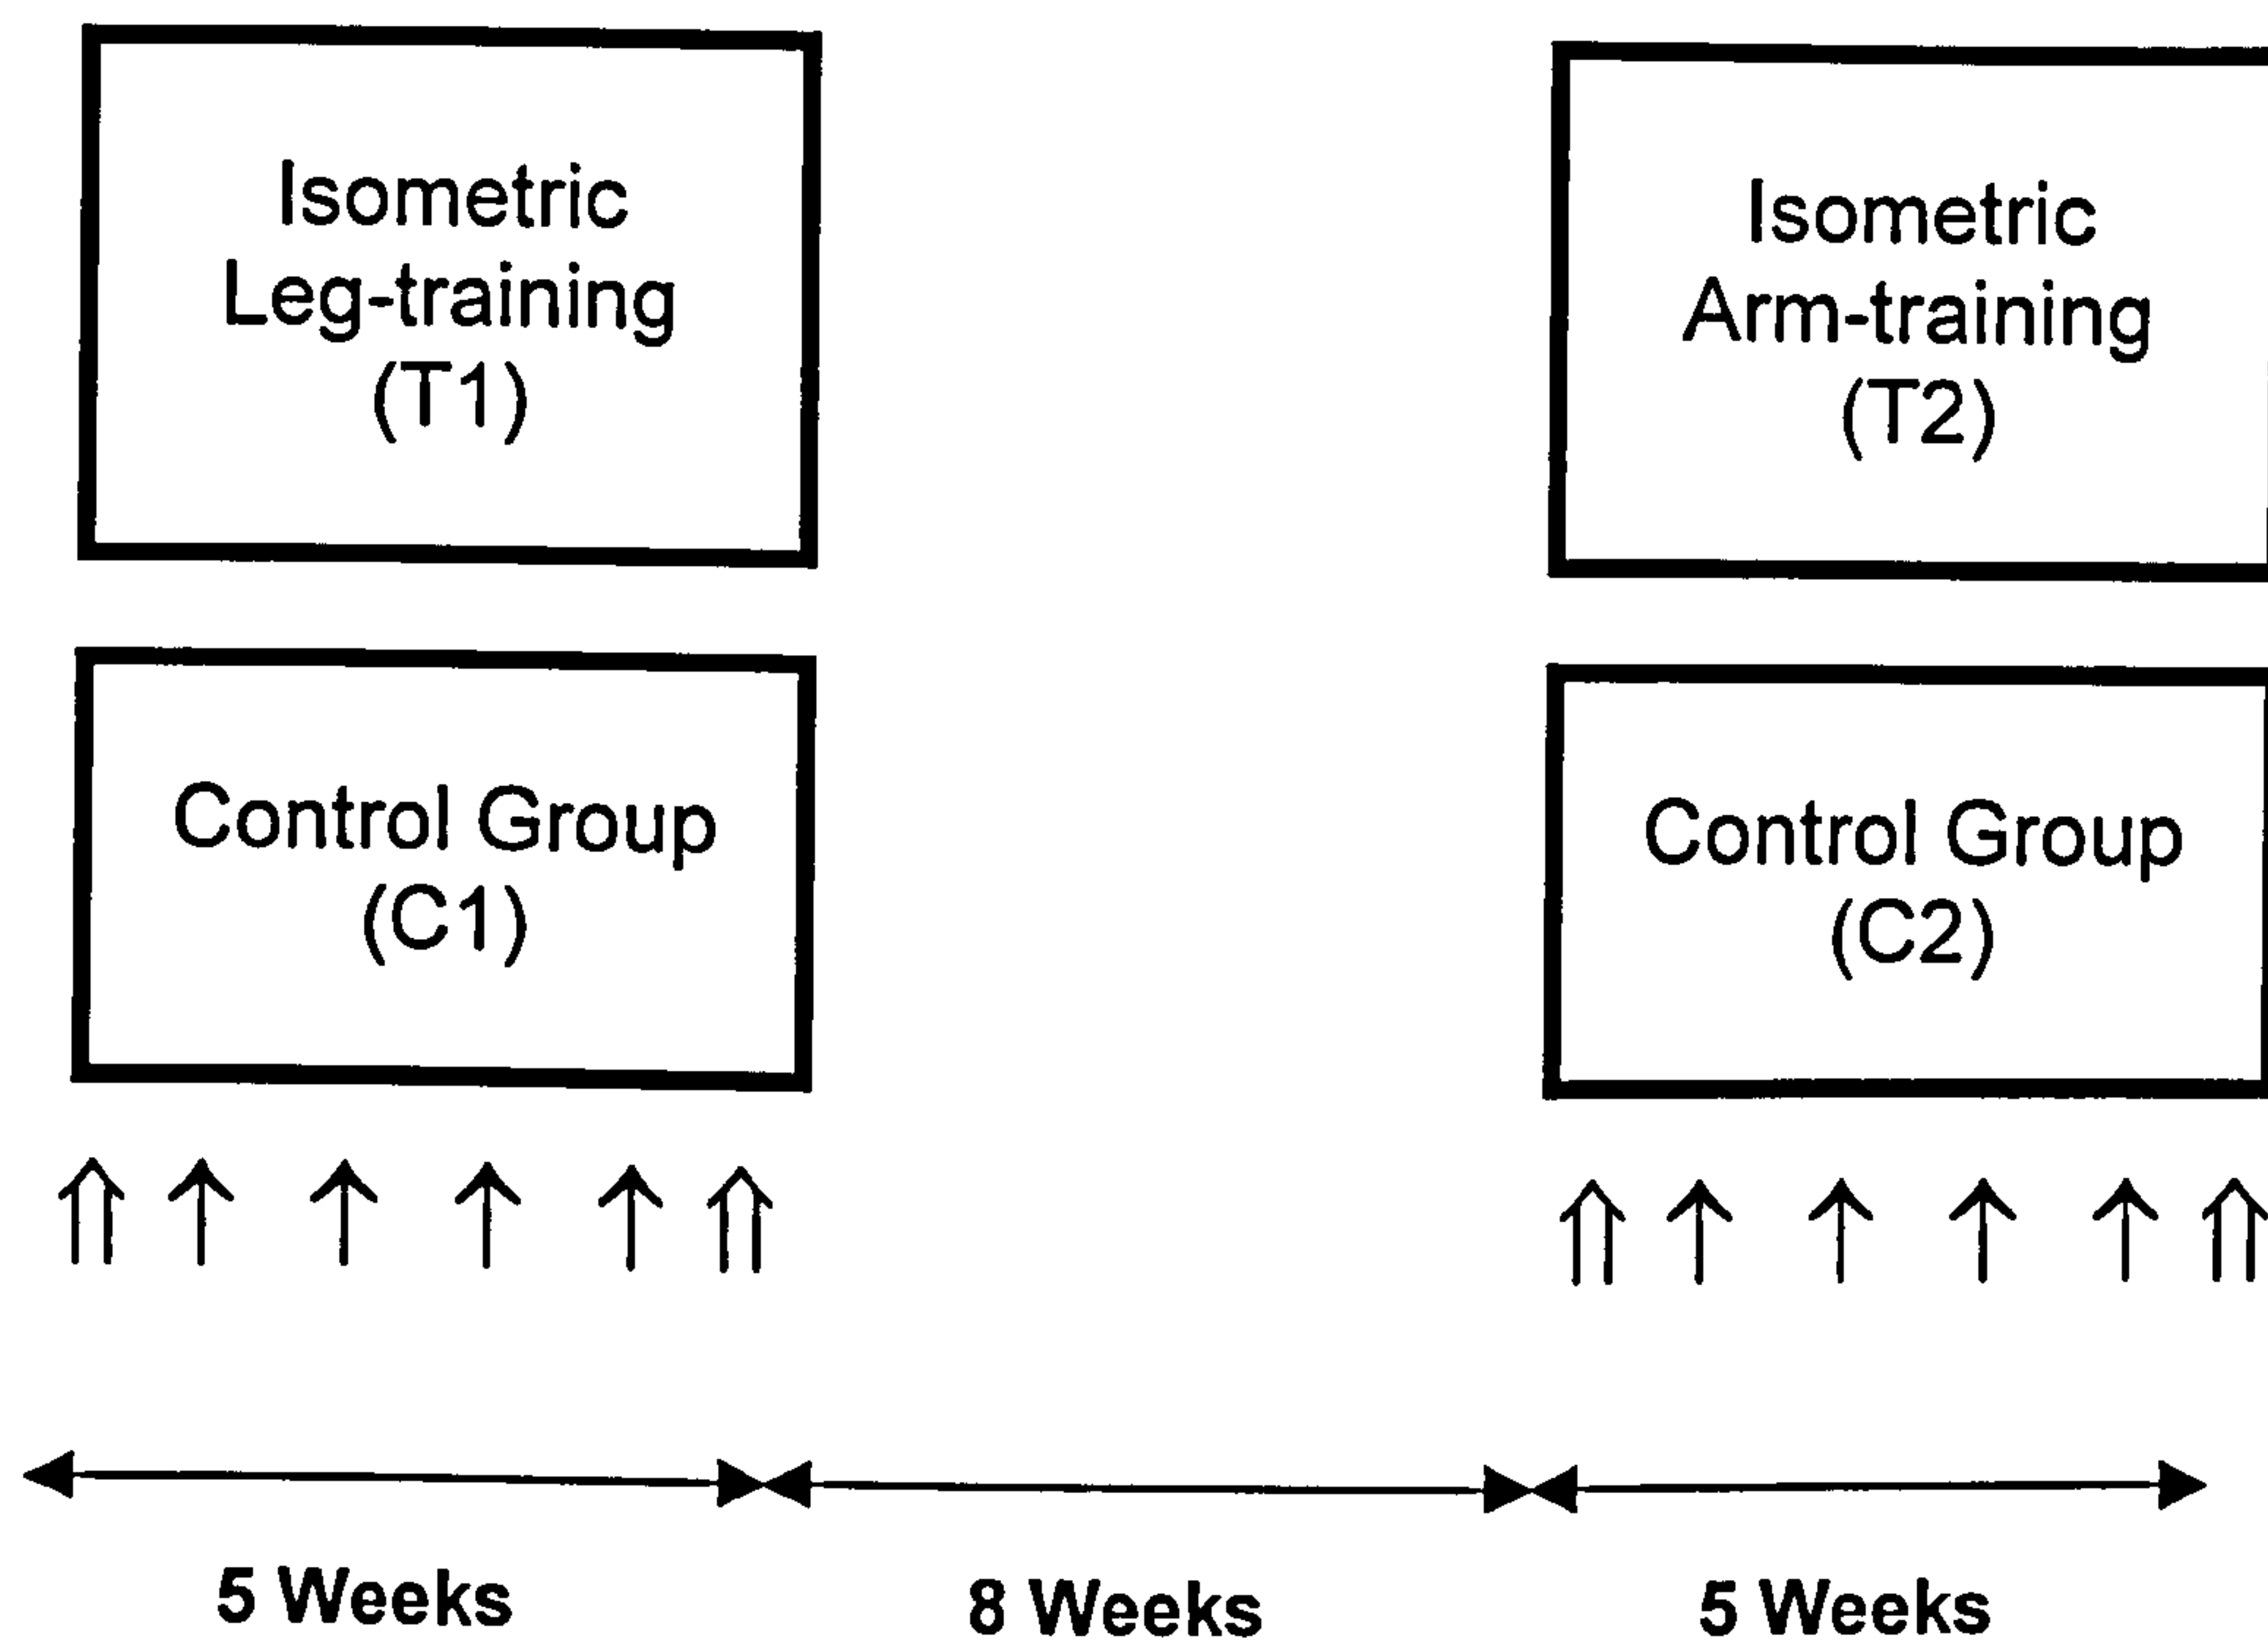 Isometric
Leg-training
(T1)
Isometric
Arm-training
(T2)
Control Group
(C1)
Control Group
(C2)
5 Weeks
8 Weeks
5 Weeks